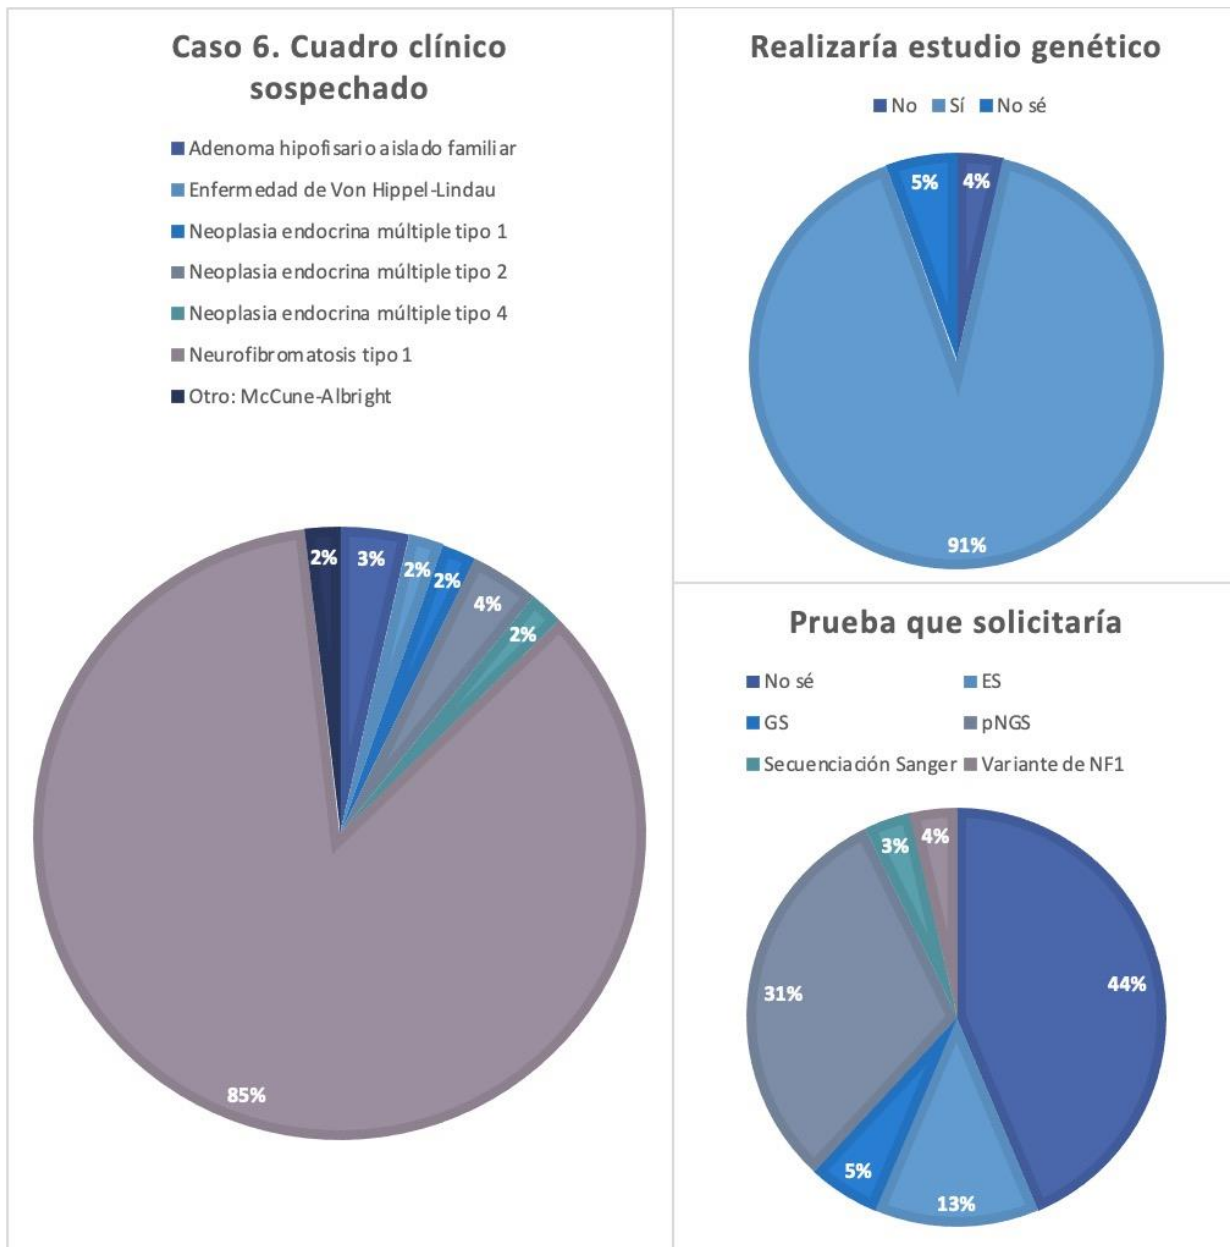 Caso 6. Cuadro clínico
sospechado
Adenoma hipofisario aislado familiar
Enfermedad de Von Hippel-Lindau
Neoplasia endocrina múltiple tipo 1
Neoplasia endocrina múltiple tipo 2
Neoplasia endocrina múltiple tipo 4
Neurofibromatosis tipo 1
Otro: McCune-Albright
2%
3%
2%
2%
4%
2%
85%
Realizaría estudio genético
No Sí No sé
5%
4%
91%
Prueba que solicitaría
No sé ES
GS pNGS
Secuenciación Sanger Variante de NF1
3%
4%
31%
44%
5%
13%